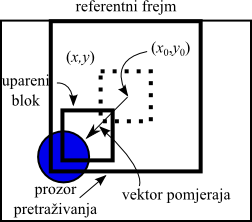 referentni frejm
(x,y)
(x₀,y₀)
upareni
blok
prozor
pretraživanja
vektor pomjeraja